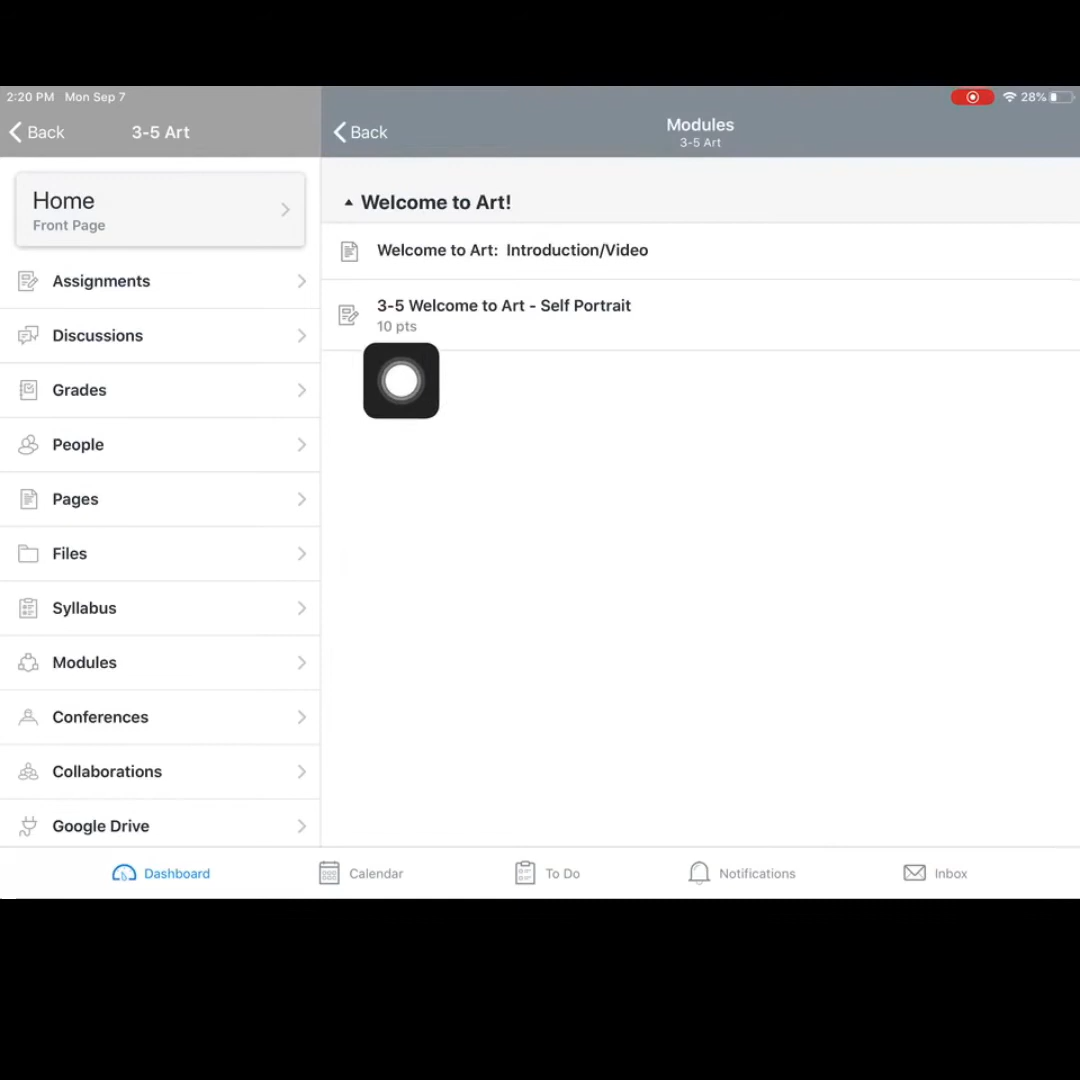 2:20 PM Mon Sep 7
28%
Back
3-5 Art
Home
Front Page
Assignments
Discussions
Grades
People
Pages
Files
Syllabus
Modules
Conferences
Collaborations
Google Drive
Back
Modules
3-5 Art
Welcome to Art!
Welcome to Art: Introduction/Video
3-5 Welcome to Art - Self Portrait
10 pts
Dashboard
Calendar
To Do
Notifications
Inbox